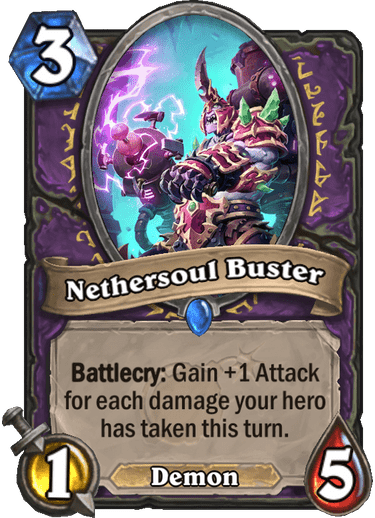 3
Nethersoul Buster
Battlecry: Gain +1 Attack
for each damage your hero
has taken this turn.
1
Demon
5